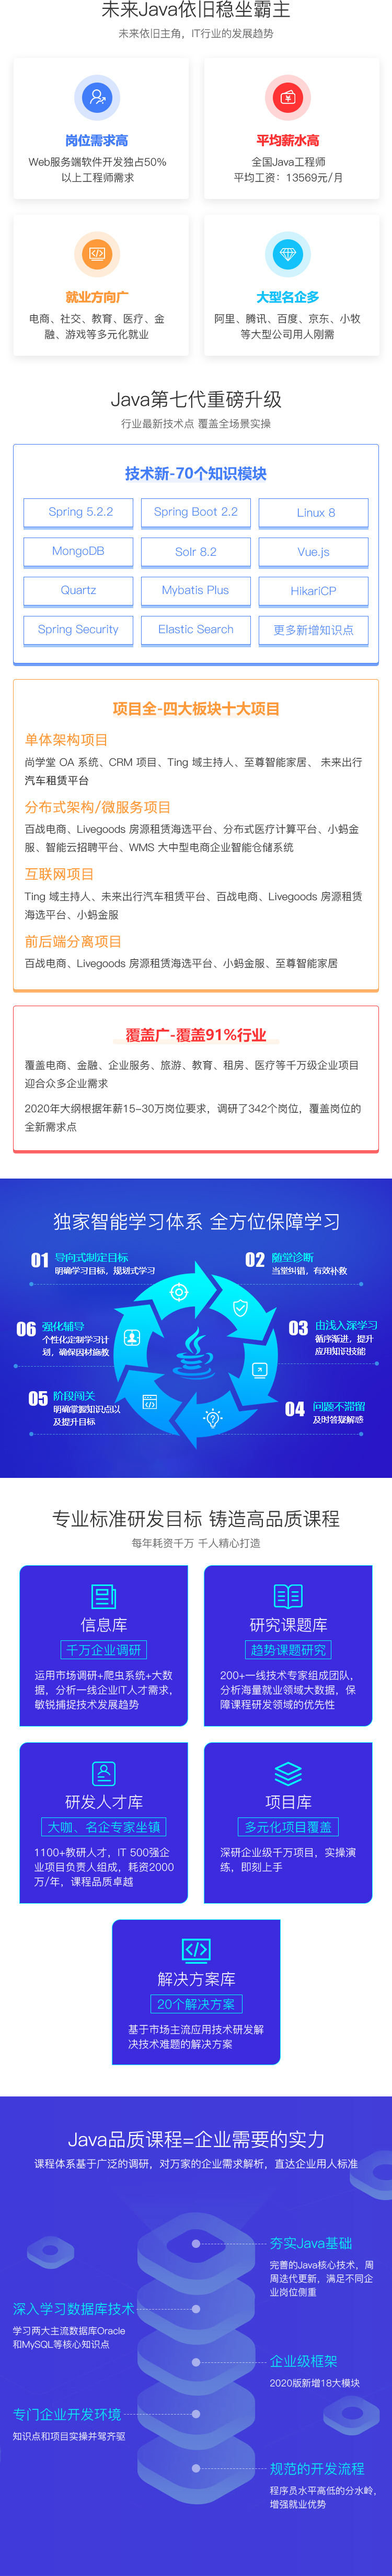 未来Java依旧稳坐霸主
未来依旧主角，IT行业的发展趋势
岗位需求高
Web服务端软件开发独占50%
以上工程师需求
平均薪水高
全国Java工程师
平均工资：13569元/月
就业方向广
电商、社交、教育、医疗、金
融、游戏等多元化就业
大型名企多
阿里、腾讯、百度、京东、小牧
等大型公司用人刚需
Java第七代重磅升级
行业最新技术点 覆盖全场景实操
技术新-70个知识模块
Spring 5.2.2
Spring Boot 2.2
Linux 8
MongoDB
Solr 8.2
Vue.js
Quartz
Mybatis Plus
HikariCP
Spring Security
Elastic Search
更多新增知识点
项目全-四大板块十大项目
单体架构项目
尚学堂 OA 系统、CRM 项目、Ting 域主持人、至尊智能家居、 未来出行
汽车租赁平台
分布式架构/微服务项目
百战电商、Livegoods 房源租赁海选平台、分布式医疗计算平台、小蚂金
服、智能云招聘平台、WMS 大中型电商企业智能仓储系统
互联网项目
Ting 域主持人、未来出行汽车租赁平台、百战电商、Livegoods 房源租赁
海选平台、小蚂金服
前后端分离项目
百战电商、Livegoods 房源租赁海选平台、小蚂金服、至尊智能家居
覆盖广-覆盖91%行业
覆盖电商、金融、企业服务、旅游、教育、租房、医疗等千万级企业项目
迎合众多企业需求
2020年大纲根据年薪15-30万岗位要求，调研了342个岗位，覆盖岗位的
全新需求点
独家智能学习体系 全方位保障学习
01 导向式制定目标
明确学习目标，规划式学习
02 随堂诊断
当堂纠错，有效补救
06 强化辅导
个性化定制学习计
划，确保因材施教
03 由浅入深学习
循序渐进，提升
应用知识技能
05 阶段闯关
明确掌握知识点以
及提升目标
04 问题不滞留
及时答疑解惑
专业标准研发目标 铸造高品质课程
每年耗资千万 千人精心打造
信息库
千万企业调研
运用市场调研+爬虫系统+大数
据，分析一线企业IT人才需求，
敏锐捕捉技术发展趋势
研究课题库
趋势课题研究
200+一线技术专家组成团队，
分析海量就业领域大数据，保
障课程研发领域的优先性
研发人才库
大咖、名企专家坐镇
1100+教研人才，IT 500强企
业项目负责人组成，耗资2000
万/年，课程品质卓越
项目库
多元化项目覆盖
深研企业级千万项目，实操演
练，即刻上手
解决方案库
20个解决方案
基于市场主流应用技术研发解
决技术难题的解决方案
Java品质课程=企业需要的实力
课程体系基于广泛的调研，对万家的企业需求解析，直达企业用人标准
夯实Java基础
完善的Java核心技术，周
周迭代更新，满足不同企
业岗位侧重
深入学习数据库技术
学习两大主流数据库Oracle
和MySQL等核心知识点
企业级框架
2020版新增18大模块
专门企业开发环境
知识点和项目实操并驾齐驱
规范的开发流程
程序员水平高低的分水岭，
增强就业优势